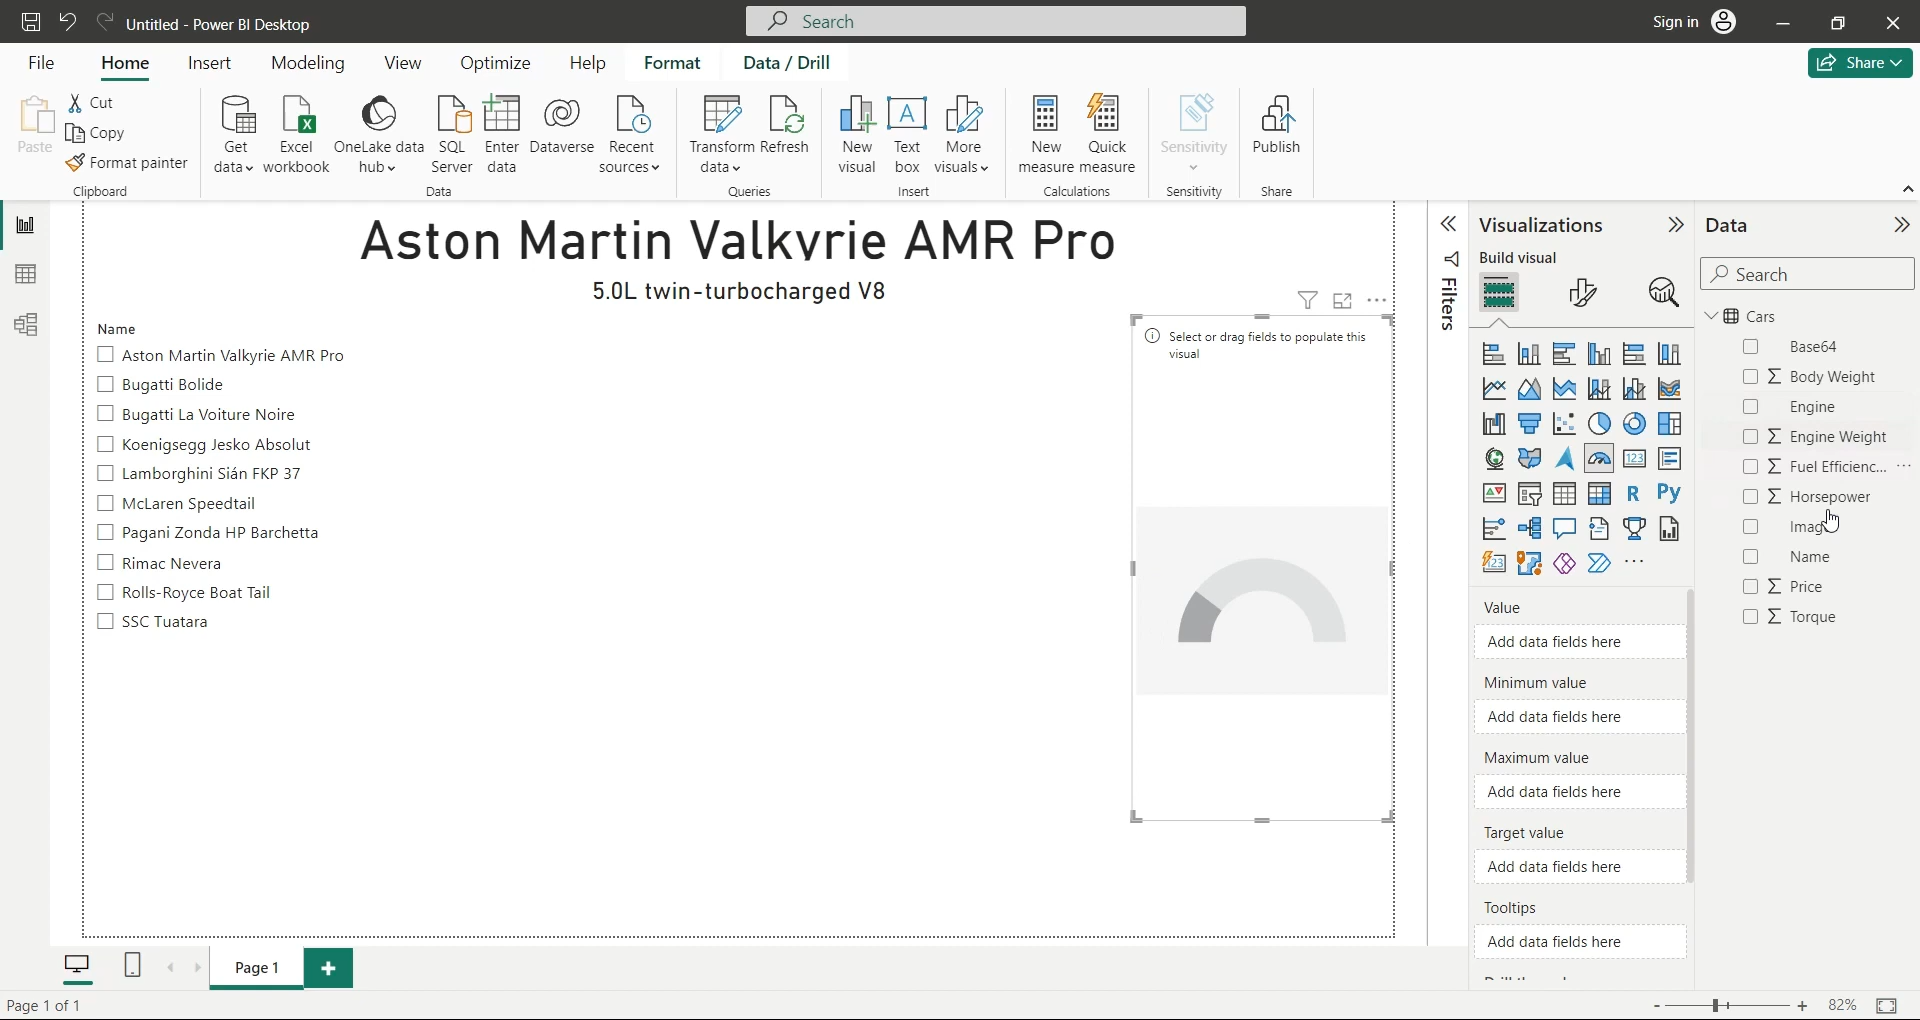 Untitled - Power BI Desktop
Search
Sign in
File
Home
Insert
Modeling
View
Optimize
Help
Format
Data / Drill
Share
Paste
Cut
Copy
Format painter
Clipboard
Get data
Excel workbook
OneLake data hub
SQL Server
Enter data
Dataverse
Recent sources
Data
Transform data
Refresh
Queries
New visual
Text box
More visuals
Insert
New measure
Quick measure
Calculations
Sensitivity
Sensitivity
Publish
Share
Aston Martin Valkyrie AMR Pro
5.0L twin-turbocharged V8
Name
Aston Martin Valkyrie AMR Pro
Bugatti Bolide
Bugatti La Voiture Noire
Koenigsegg Jesko Absolut
Lamborghini Sián FKP 37
McLaren Speedtail
Pagani Zonda HP Barchetta
Rimac Nevera
Rolls-Royce Boat Tail
SSC Tuatara
Select or drag fields to populate this
visual
Filters
Visualizations
Build visual
123
R
Py
123
Value
Add data fields here
Minimum value
Add data fields here
Maximum value
Add data fields here
Target value
Add data fields here
Tooltips
Add data fields here
Data
Search
Cars
Base64
Body Weight
Engine
Engine Weight
Fuel Efficienc...
Horsepower
Imag
Name
Price
Torque
Page 1
Page 1 of 1
82%